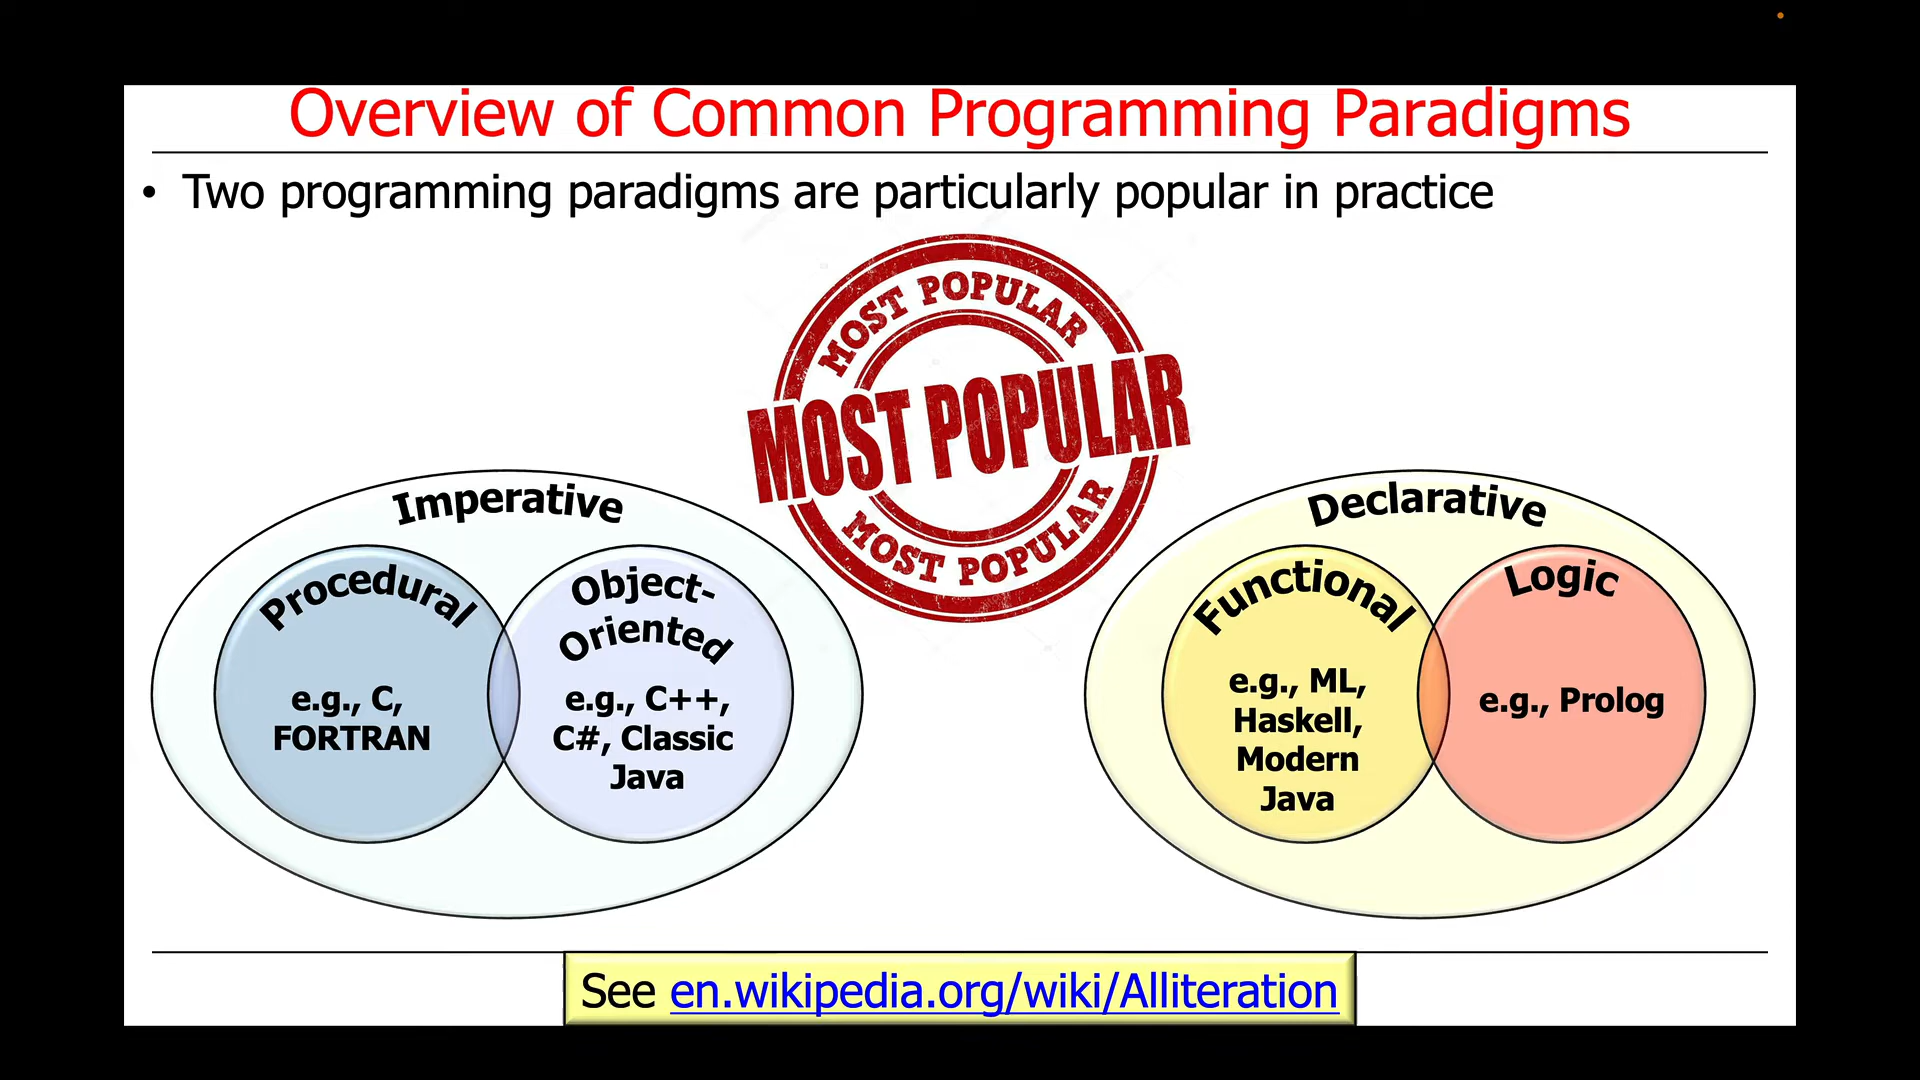 Overview of Common Programming Paradigms
• Two programming paradigms are particularly popular in practice
MOST POPULAR
MOST POPULAR
MOST POPULAR
Imperative
Procedural
e.g., C,
FORTRAN
Object-
Oriented
e.g., C++,
C#, Classic
Java
Declarative
Functional
e.g., ML,
Haskell,
Modern
Java
Logic
e.g., Prolog
See en.wikipedia.org/wiki/Alliteration